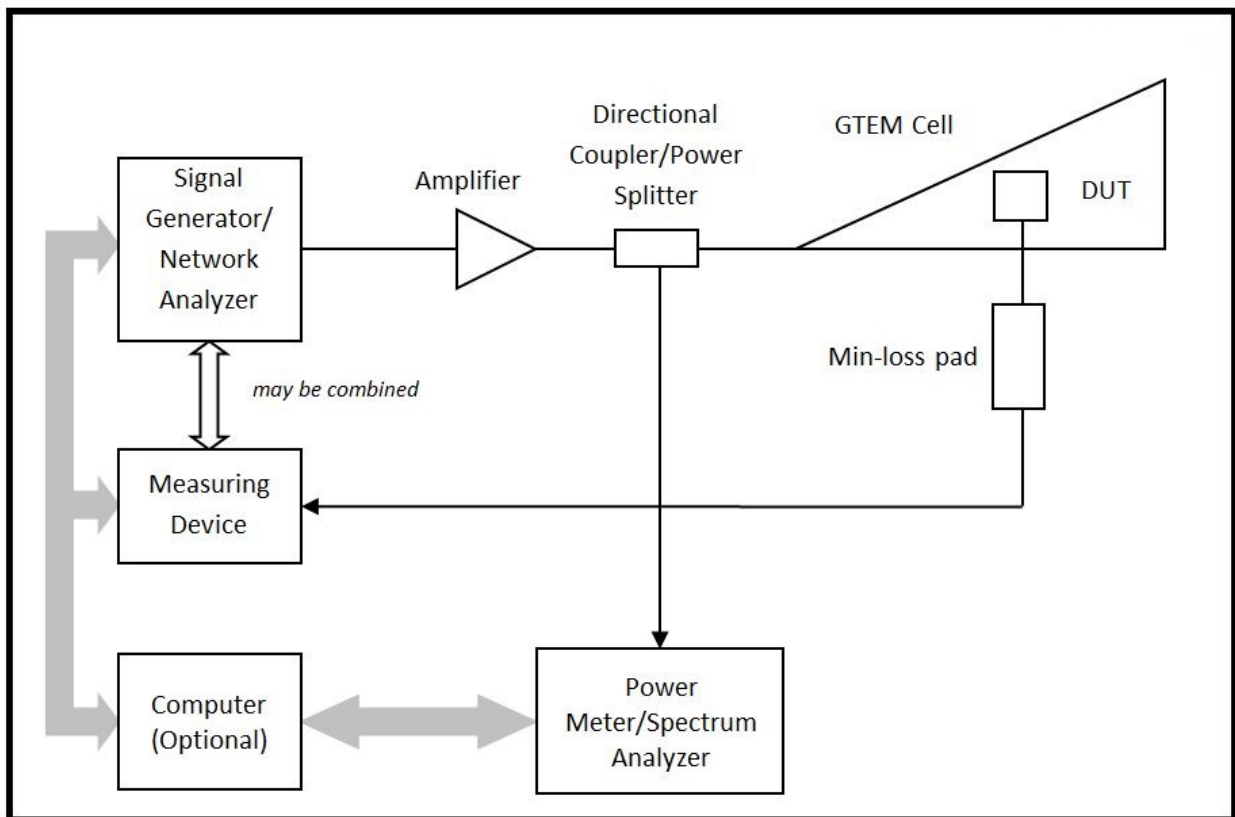 Signal
Generator/
Network
Analyzer
Amplifier
Directional
Coupler/Power
Splitter
GTEM Cell
DUT
Min-loss pad
may be combined
Measuring
Device
Computer
(Optional)
Power
Meter/Spectrum
Analyzer